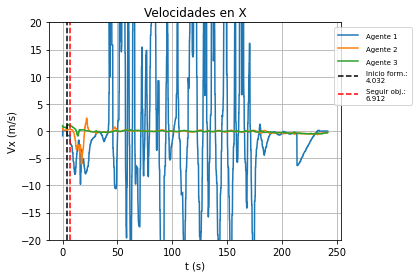 Velocidades en X
20
15
10
5
0
−5
−10
−15
−20
Vx (m/s)
0
50
100
150
200
250
t (s)
Agente 1
Agente 2
Agente 3
Inicio form.:
4.032
Seguir obj.:
6.912